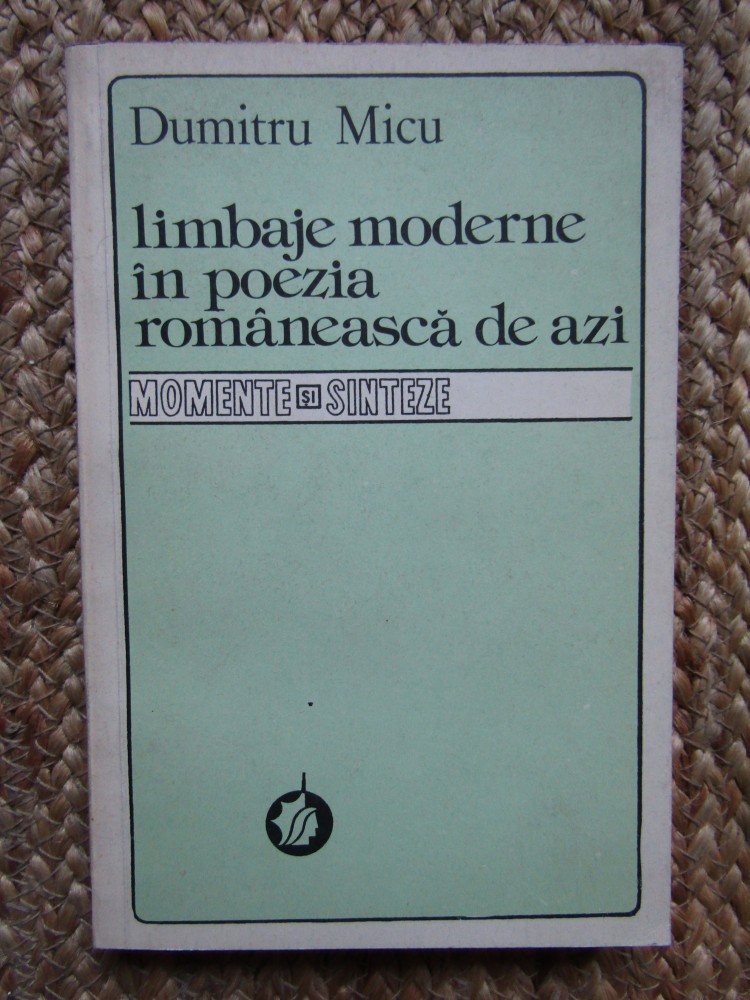 Dumitru Micu
limbaje moderne
în poezia
românească de azi
MOMENTE ȘI SINTEZE